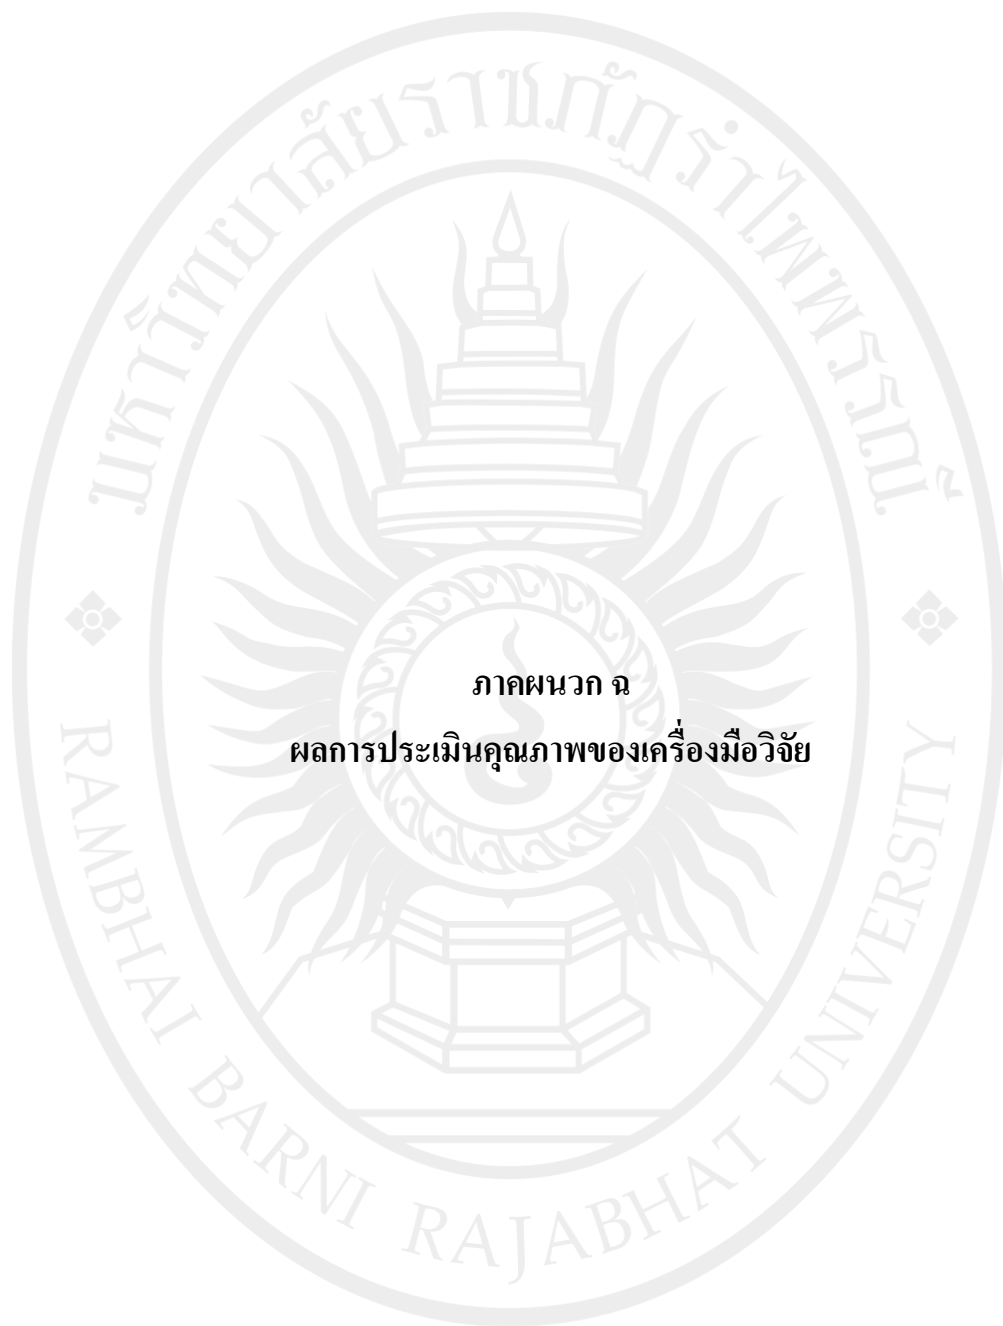 มหาวิทยาลัยราชภัฏรำไพพรรณี
ภาคผนวก ฉ
ผลการประเมินคุณภาพของเครื่องมือวิจัย
RAMBHAI BARNI RAJABHAT UNIVERSITY